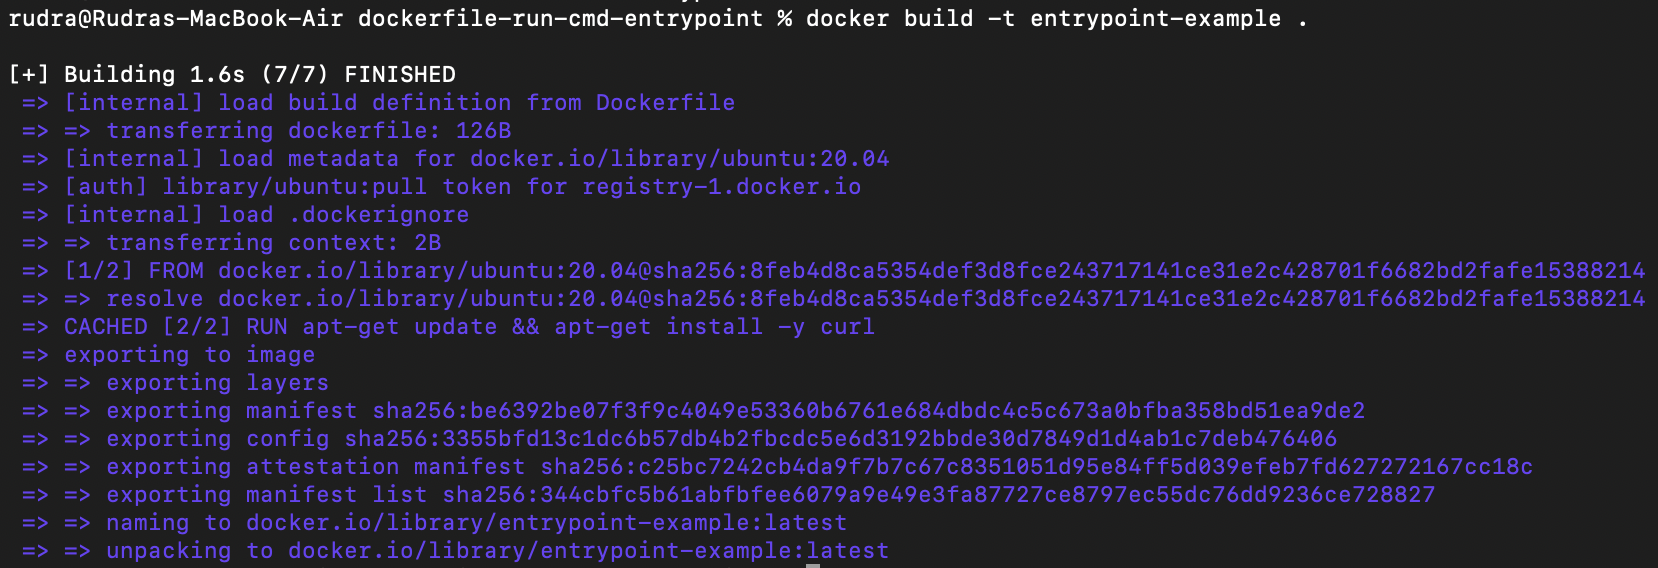 rudra@Rudras-MacBook-Air dockerfile-run-cmd-entrypoint % docker build -t entrypoint-example .
[+] Building 1.6s (7/7) FINISHED
=> [internal] load build definition from Dockerfile
=> => transferring dockerfile: 126B
=> [internal] load metadata for docker.io/library/ubuntu:20.04
=> [auth] library/ubuntu:pull token for registry-1.docker.io
=> [internal] load .dockerignore
=> => transferring context: 2B
=> [1/2] FROM docker.io/library/ubuntu:20.04@sha256:8feb4d8ca5354def3d8fce243717141ce31e2c428701f6682bd2fafe15388214
=> => resolve docker.io/library/ubuntu:20.04@sha256:8feb4d8ca5354def3d8fce243717141ce31e2c428701f6682bd2fafe15388214
=> CACHED [2/2] RUN apt-get update && apt-get install -y curl
=> exporting to image
=> => exporting layers
=> => exporting manifest sha256:be6392be07f3f9c4049e53360b6761e684dbdc4c5c673a0bfba358bd51ea9de2
=> => exporting config sha256:3355bfd13c1dc6b57db4b2fbcdc5e6d3192bbde30d7849d1d4ab1c7deb476406
=> => exporting attestation manifest sha256:c25bc7242cb4da9f7b7c67c8351051d95e84ff5d039efeb7fd627272167cc18c
=> => exporting manifest list sha256:344cbfc5b61abfbfee6079a9e49e3fa87727ce8797ec55dc76dd9236ce728827
=> => naming to docker.io/library/entrypoint-example:latest
=> => unpacking to docker.io/library/entrypoint-example:latest